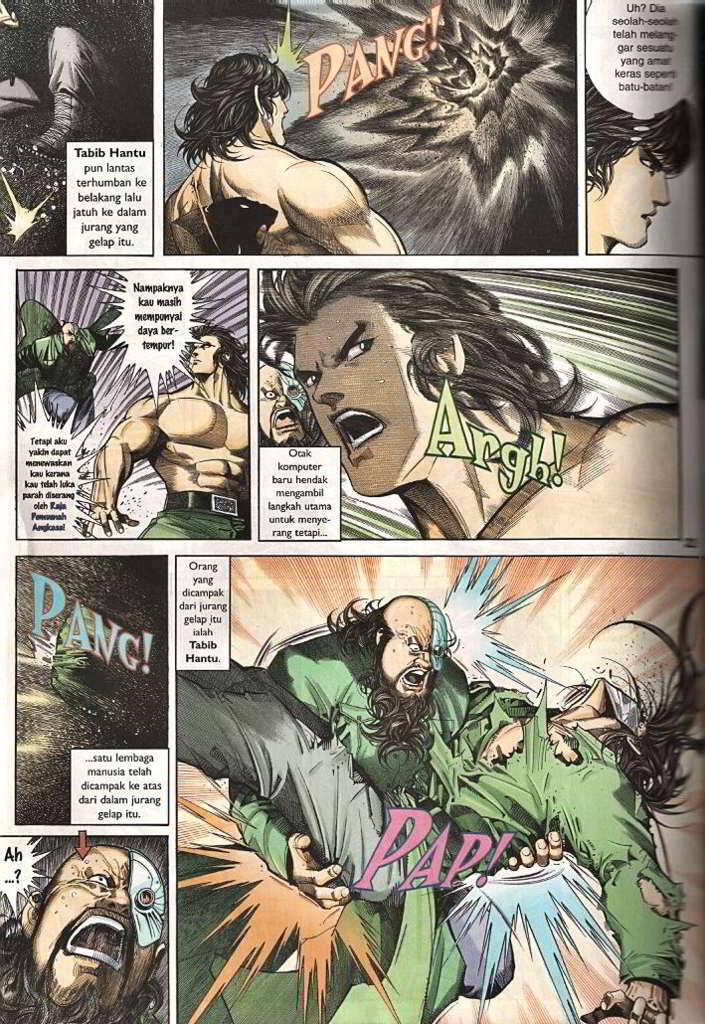 Tabib Hantu
pun lantas
terhumban ke
belakang lalu
jatuh ke dalam
jurang yang
gelap itu.
PANG!
Uh? Dia
seolah-seolah
telah melang-
gar sesuatu
yang amat
keras seperti
batu-batan!
Nampaknya
kau masih
mempunyai
daya ber-
tempur!
Tetapi aku
yakin dapat
menewaskan
kau kerana
kau telah luka
parah diserang
oleh Raja
Pemusnah
Angkasa!
Otak
komputer
baru hendak
mengambil
langkah utama
untuk menye-
rang tetapi...
Argh!
PANG!
...satu lembaga
manusia telah
dicampak ke atas
dari dalam jurang
gelap itu.
Orang
yang
dicampak
dari jurang
gelap itu
ialah
Tabib
Hantu.
Ah
...?
PAP!